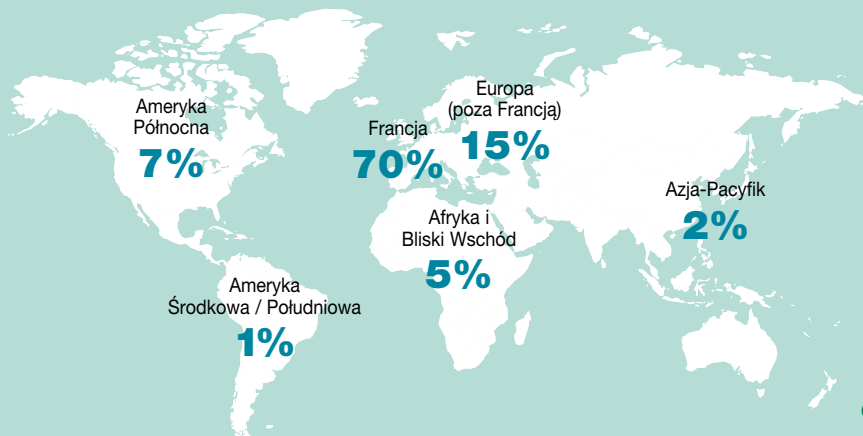 Ameryka
Północna
7%
Francja
70%
Europa
(poza Francją)
15%
Azja-Pacyfik
2%
Afryka i
Bliski Wschód
5%
Ameryka
Środkowa / Południowa
1%